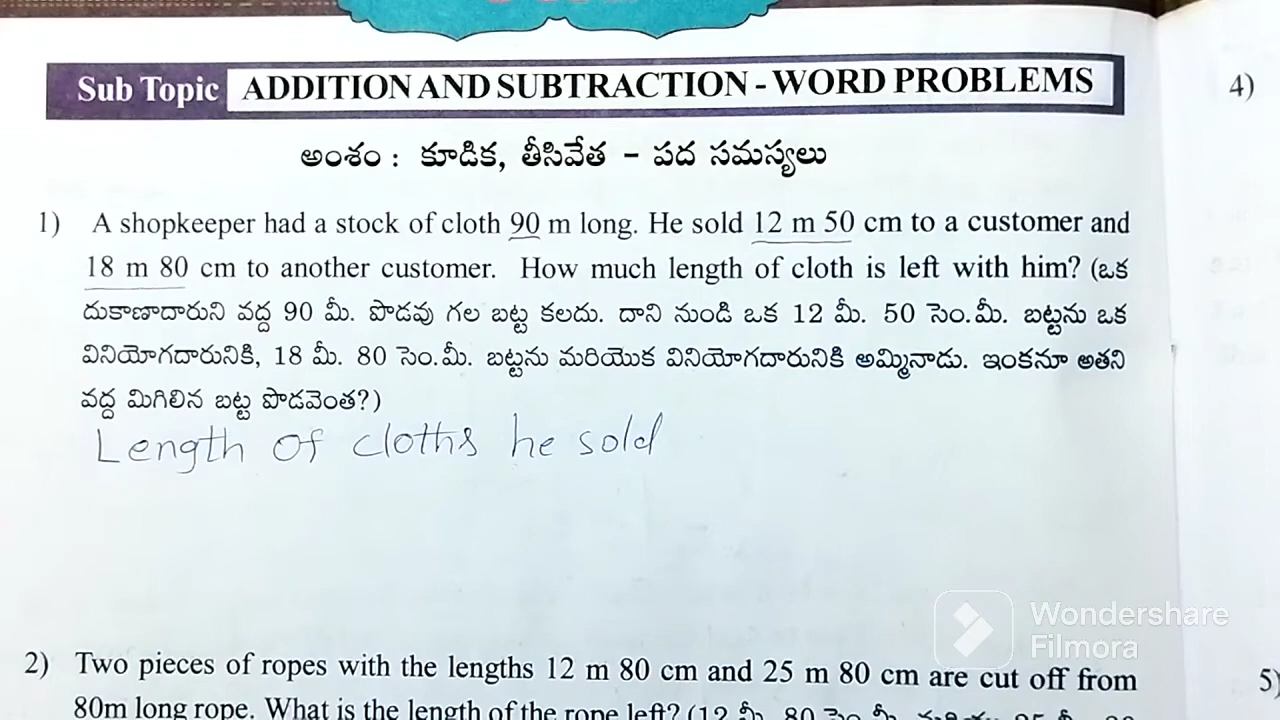 Sub Topic ADDITION AND SUBTRACTION - WORD PROBLEMS
4)
అంశం : కూడిక, తీసివేత – పద సమస్యలు
1) A shopkeeper had a stock of cloth 90 m long. He sold 12 m 50 cm to a customer and
18 m 80 cm to another customer. How much length of cloth is left with him? (ఒక
దుకాణాదారుని వద్ద 90 మీ. పొడవు గల బట్ట కలదు. దాని నుండి ఒక 12 మీ. 50 సెం.మీ. బట్టను ఒక
వినియోగదారునికి, 18 మీ. 80 సెం.మీ. బట్టను మరియొక వినియోగదారునికి అమ్మినాడు. ఇంకనూ అతని
వద్ద మిగిలిన బట్ట పొడవెంత?)
Length of cloths he sold
Wondershare
Filmora
2) Two pieces of ropes with the lengths 12 m 80 cm and 25 m 80 cm are cut off from
5)
80m long rope. What is the length of the rope left? (12 మీ. 80 సెం.మీ.